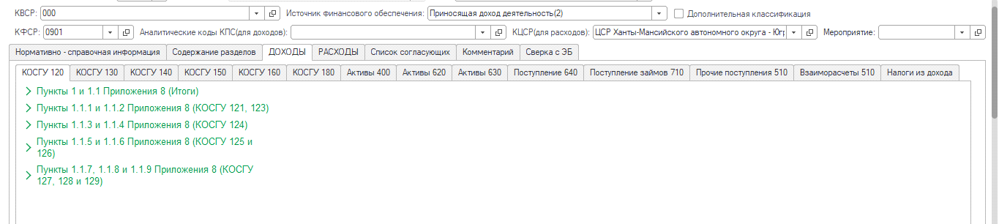 КВСР: 000 Источник финансового обеспечения: Приносящая доход деятельность(2) Дополнительная классификация
КФСР: 0901 Аналитические коды КПС(для доходов): КЦСР(для расходов): ЦСР Ханты-Мансийского автономного округа - Юг Мероприятие:
Нормативно - справочная информация Содержание разделов ДОХОДЫ РАСХОДЫ Список согласующих Комментарий Сверка с ЭБ
КОСГУ 120 КОСГУ 130 КОСГУ 140 КОСГУ 150 КОСГУ 160 КОСГУ 180 Активы 400 Активы 620 Активы 630 Поступление 640 Поступление займов 710 Прочие поступления 510 Взаиморасчеты 510 Налоги из дохода
Пункты 1 и 1.1 Приложения 8 (Итоги)
Пункты 1.1.1 и 1.1.2 Приложения 8 (КОСГУ 121, 123)
Пункты 1.1.3 и 1.1.4 Приложения 8 (КОСГУ 124)
Пункты 1.1.5 и 1.1.6 Приложения 8 (КОСГУ 125 и
126)
Пункты 1.1.7, 1.1.8 и 1.1.9 Приложения 8 (КОСГУ
127, 128 и 129)